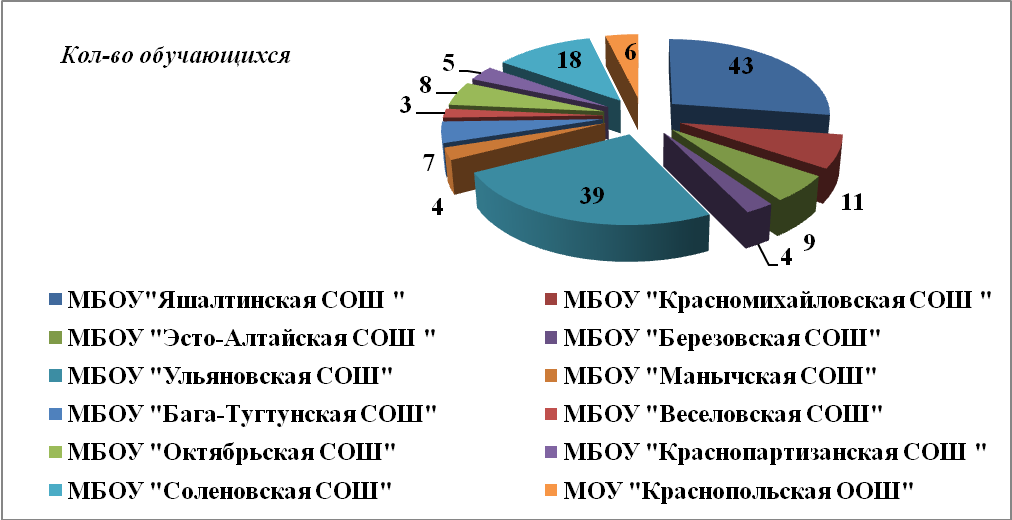 Кол-во обучающихся
43
11
9
4
39
4
7
3
8
5
18
6
МБОУ"Яшалтинская СОШ "
МБОУ "Красномихайловская СОШ "
МБОУ "Эсто-Алтайская СОШ "
МБОУ "Березовская СОШ"
МБОУ "Ульяновская СОШ"
МБОУ "Манычская СОШ"
МБОУ "Бага-Тугтунская СОШ"
МБОУ "Веселовская СОШ"
МБОУ "Октябрьская СОШ"
МБОУ "Краснопартизанская СОШ "
МБОУ "Соленовская СОШ"
МОУ "Краснопольская ООШ"